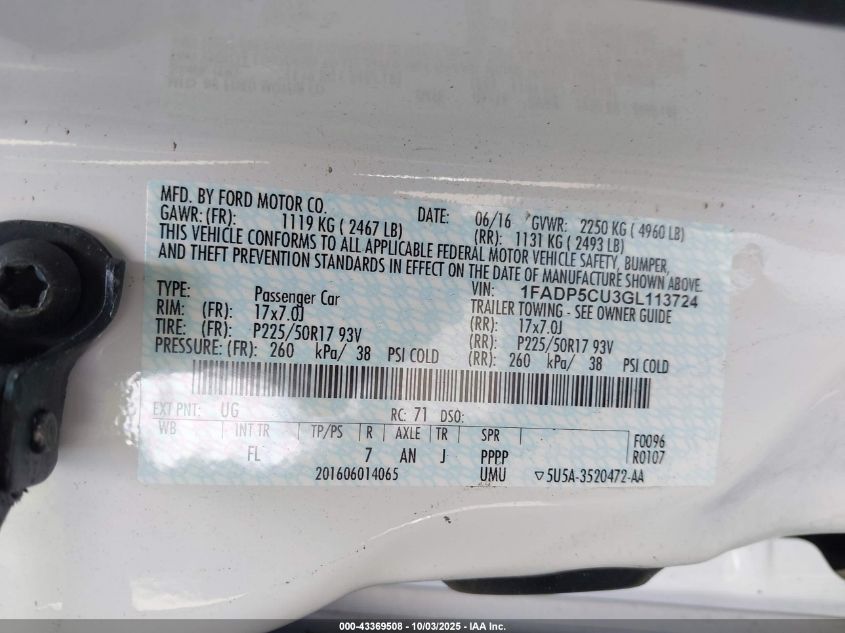 MFD. BY FORD MOTOR CO. DATE: 06/16 GVWR: 2250 KG ( 4960 LB)
GAWR: (FR): 1119 KG ( 2467 LB) (RR): 1131 KG ( 2493 LB)
THIS VEHICLE CONFORMS TO ALL APPLICABLE FEDERAL MOTOR VEHICLE SAFETY, BUMPER,
AND THEFT PREVENTION STANDARDS IN EFFECT ON THE DATE OF MANUFACTURE SHOWN ABOVE.
VIN: 1FADP5CU3GL113724
TYPE: Passenger Car TRAILER TOWING - SEE OWNER GUIDE
RIM: (FR): 17x7.0J (RR): 17x7.0J
TIRE: (FR): P225/50R17 93V (RR): P225/50R17 93V
PRESSURE: (FR): 260 kPa/ 38 PSI COLD (RR): 260 kPa/ 38 PSI COLD
EXT PNT: UG RC: 71 DSO:
WB INT TR TP/PS R AXLE TR SPR F0096
FL 7 AN J PPPP R0107
201606014065 UMU ▽5U5A-3520472-AA
000-43369508 - 10/03/2025 - IAA Inc.